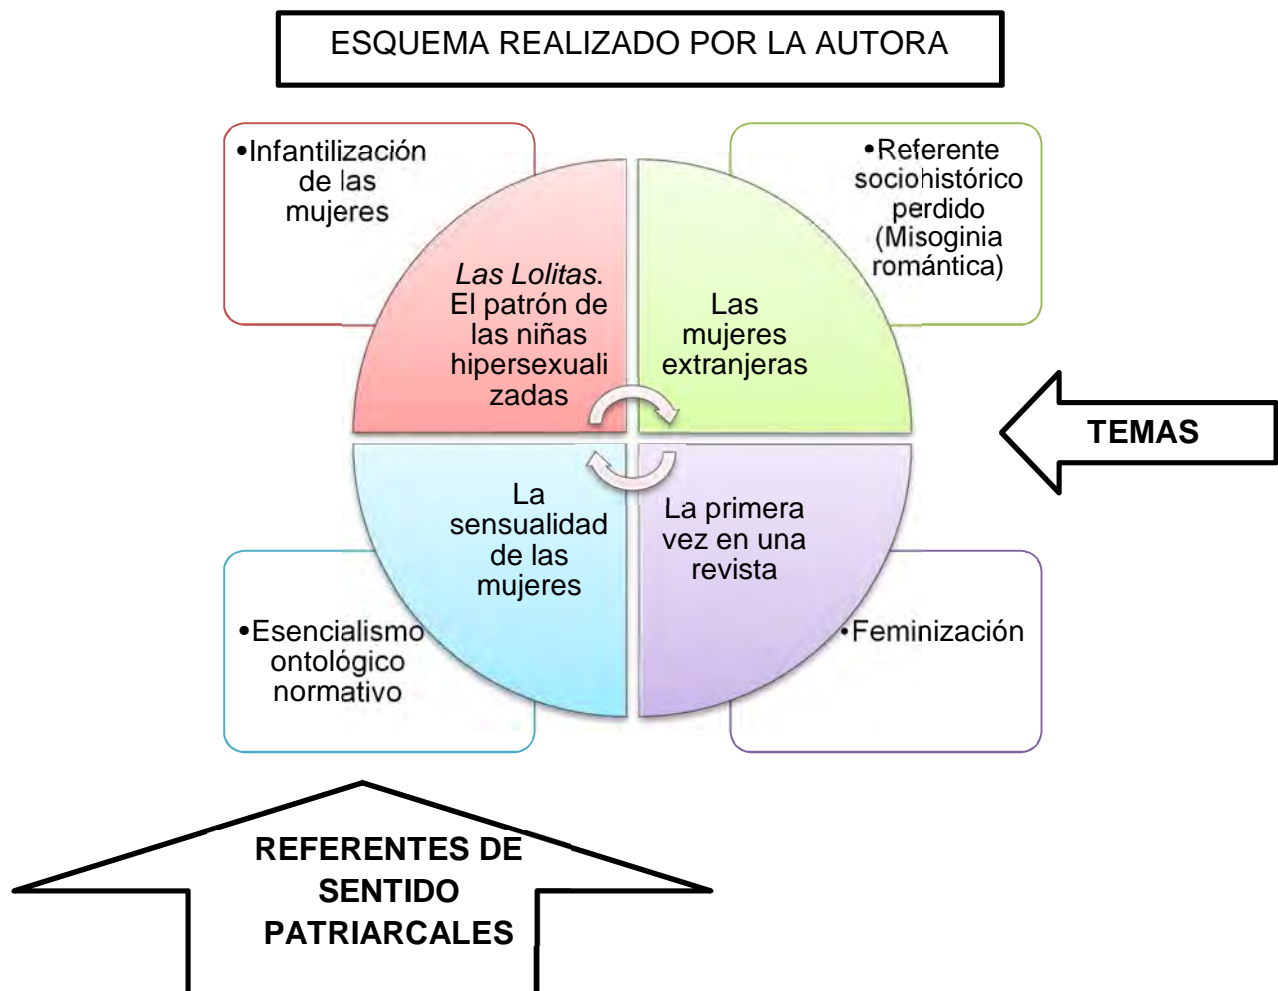 ESQUEMA REALIZADO POR LA AUTORA
•Infantilización
de las
mujeres
•Referente
sociohistórico
perdido
(Misoginia
romántica)
Las Lolitas.
El patrón de
las niñas
hipersexuali
zadas
Las
mujeres
extranjeras
TEMAS
La
sensualidad
de las
mujeres
La primera
vez en una
revista
•Esencialismo
ontológico
normativo
•Feminización
REFERENTES DE
SENTIDO
PATRIARCALES